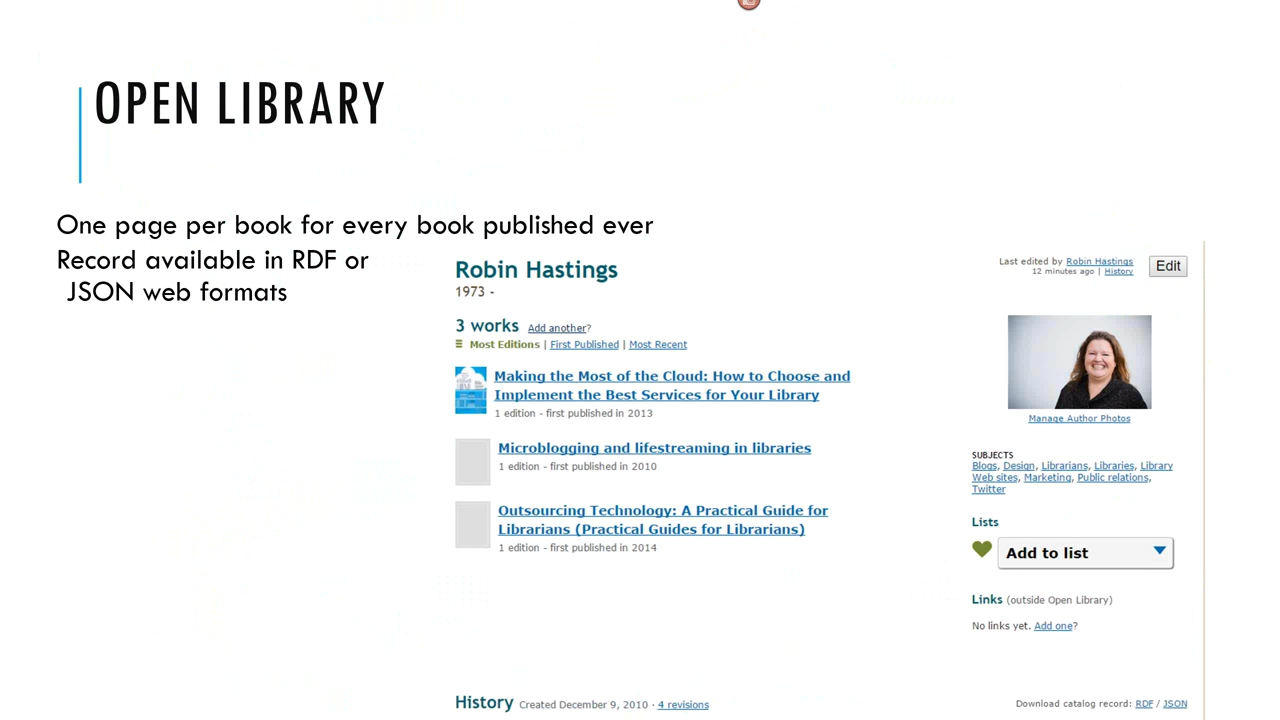 OPEN LIBRARY
One page per book for every book published ever
Record available in RDF or
JSON web formats
Robin Hastings
1973 -
3 works Add another?
Most Editions | First Published | Most Recent
Making the Most of the Cloud: How to Choose and
Implement the Best Services for Your Library
1 edition - first published in 2013
Microblogging and lifestreaming in libraries
1 edition - first published in 2010
Outsourcing Technology: A Practical Guide for
Librarians (Practical Guides for Librarians)
1 edition - first published in 2014
Last edited by Robin Hastings
12 minutes ago | History
Edit
Manage Author Photos
SUBJECTS
Blogs, Design, Librarians, Libraries, Library
Web sites, Marketing, Public relations,
Twitter
Lists
Add to list
Links (outside Open Library)
No links yet. Add one?
History Created December 9, 2010 · 4 revisions
Download catalog record: RDF / JSON